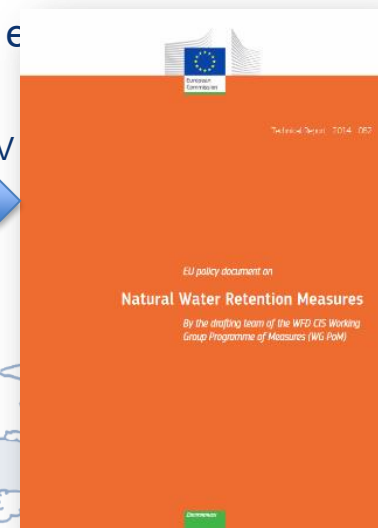 e
European
Commission
Technical Report - 2014 - 082
v
EU policy document on
Natural Water Retention Measures
By the drafting team of the WFD CIS Working
Group Programme of Measures (WG PoM)
Environment